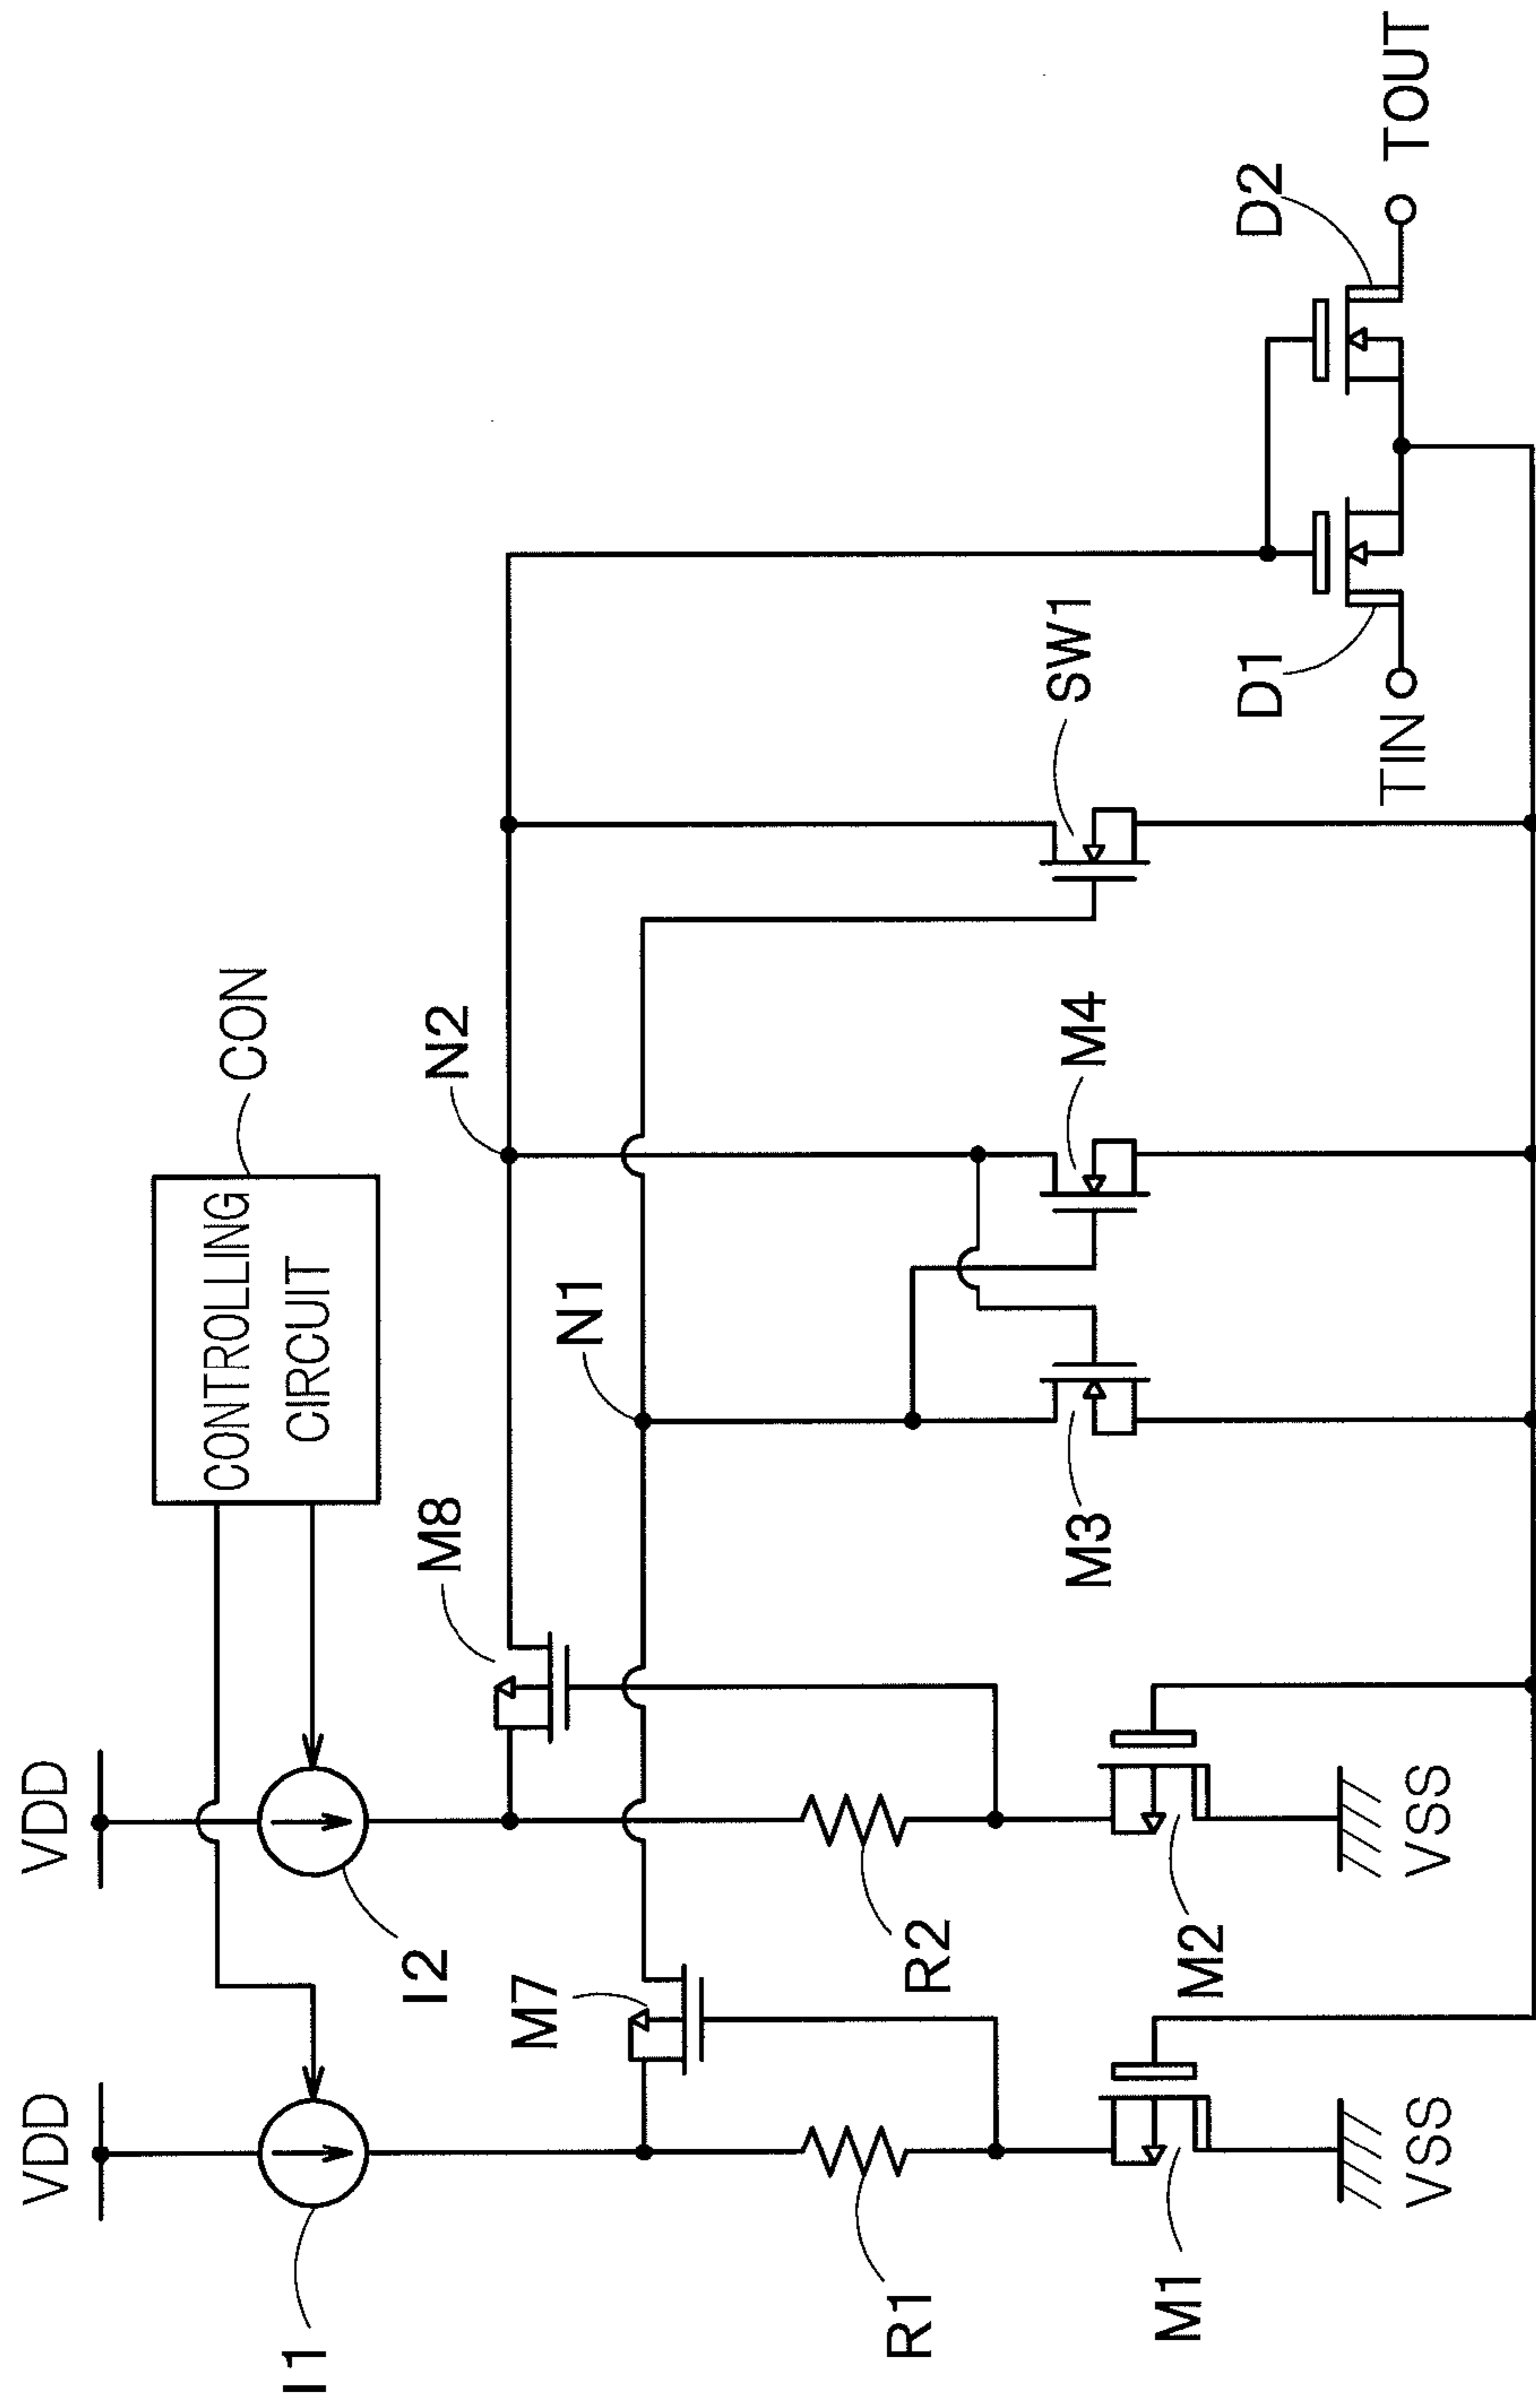 VDD
VDD
CONTROLLING
CIRCUIT
CON
I1
I2
M7
M8
N1
N2
R1
R2
M1
M2
M3
M4
SW1
D1
D2
TIN
TOUT
VSS
VSS